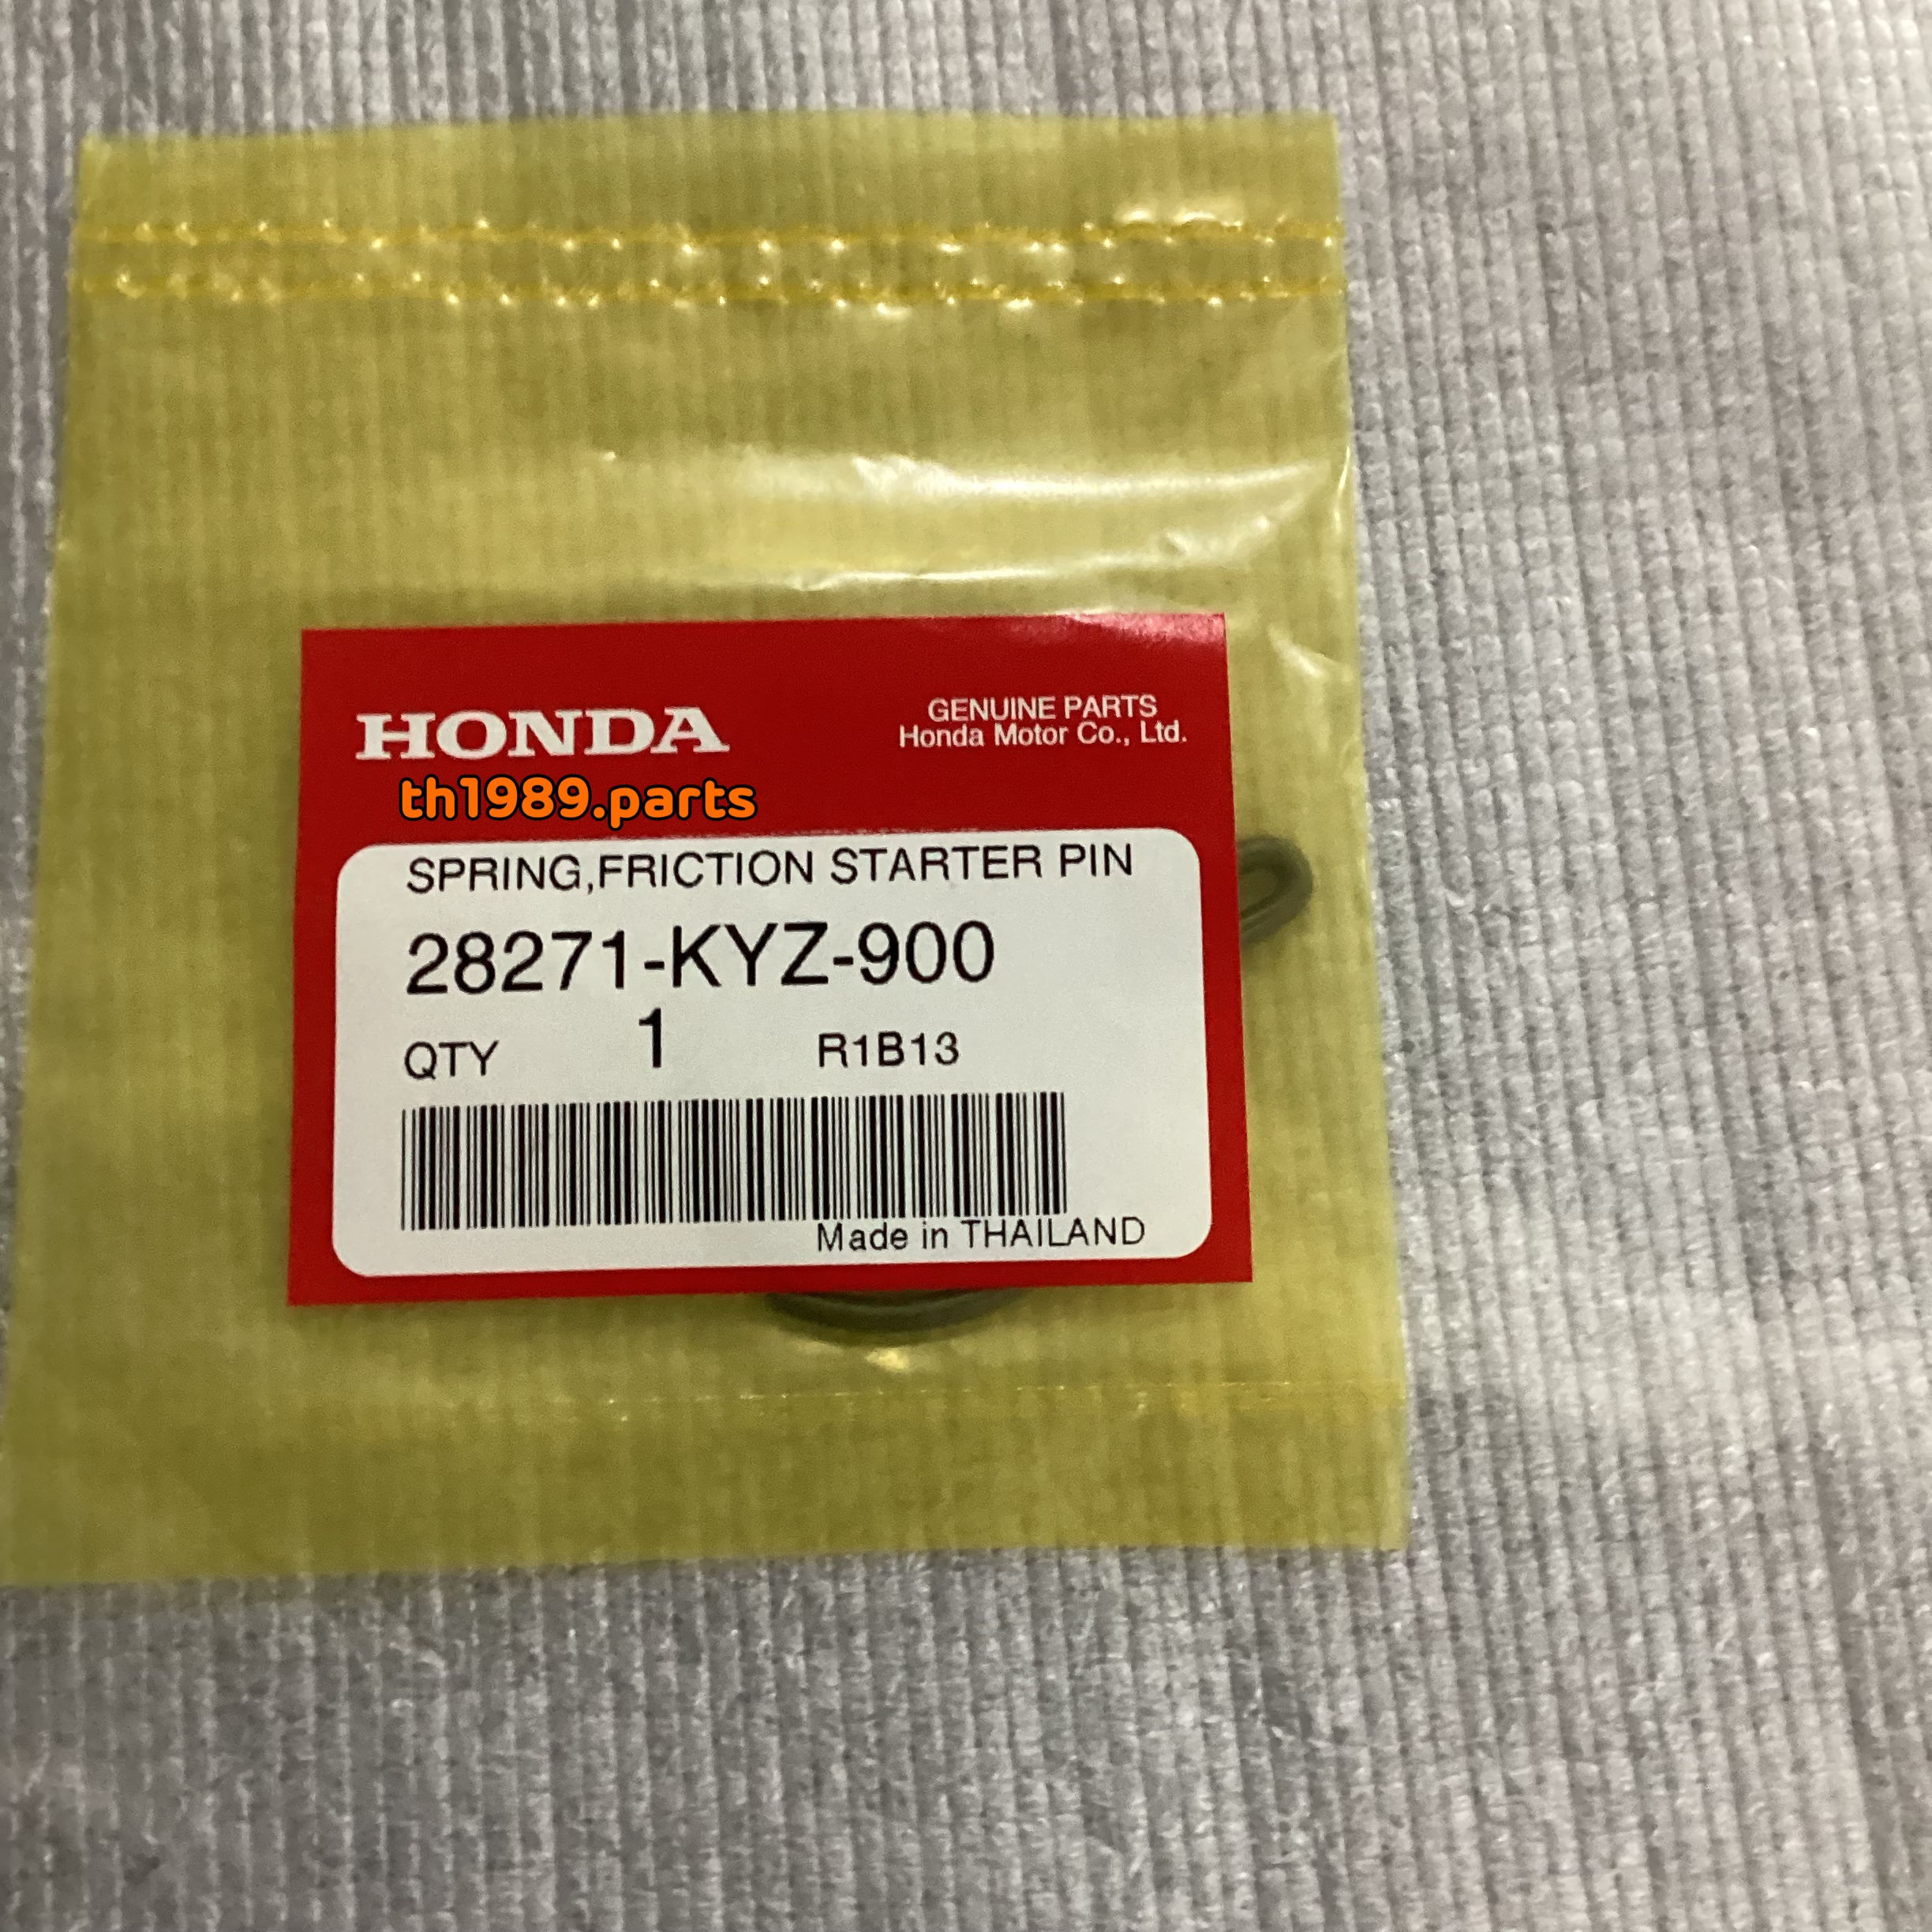 HONDA
GENUINE PARTS
Honda Motor Co., Ltd.
th1989.parts
SPRING,FRICTION STARTER PIN
28271-KYZ-900
QTY 1 R1B13
Made in THAILAND